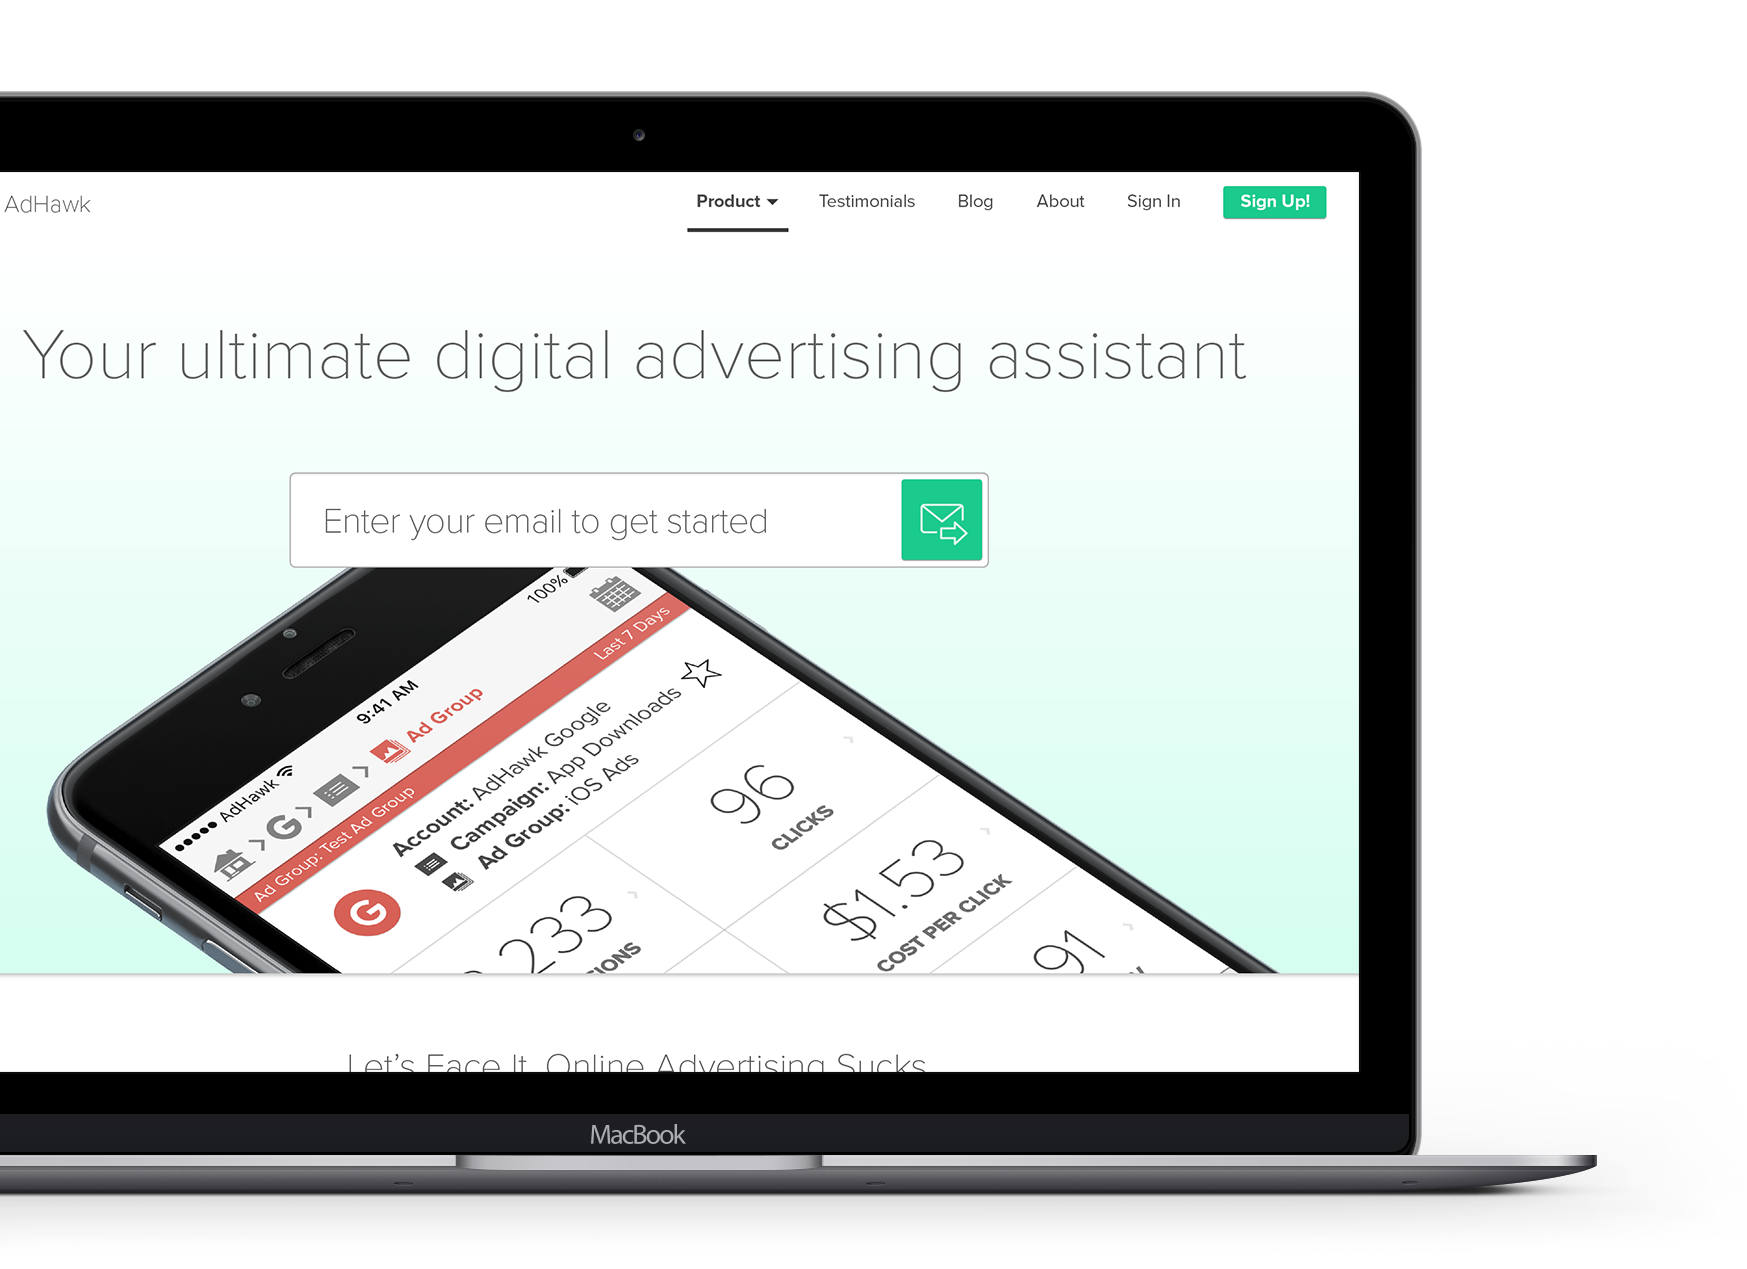 AdHawk
Product
Testimonials
Blog
About
Sign In
Sign Up!
Your ultimate digital advertising assistant
Enter your email to get started
AdHawk
9:41 AM
100%
Ad Group
Ad Group: Test Ad Group
Last 7 Days
G
G
Account: AdHawk Google
Campaign: App Downloads
Ad Group: iOS Ads
96
CLICKS
233
$1.53
COST PER CLICK
91
Let's Face It, Online Advertising Sucks
MacBook